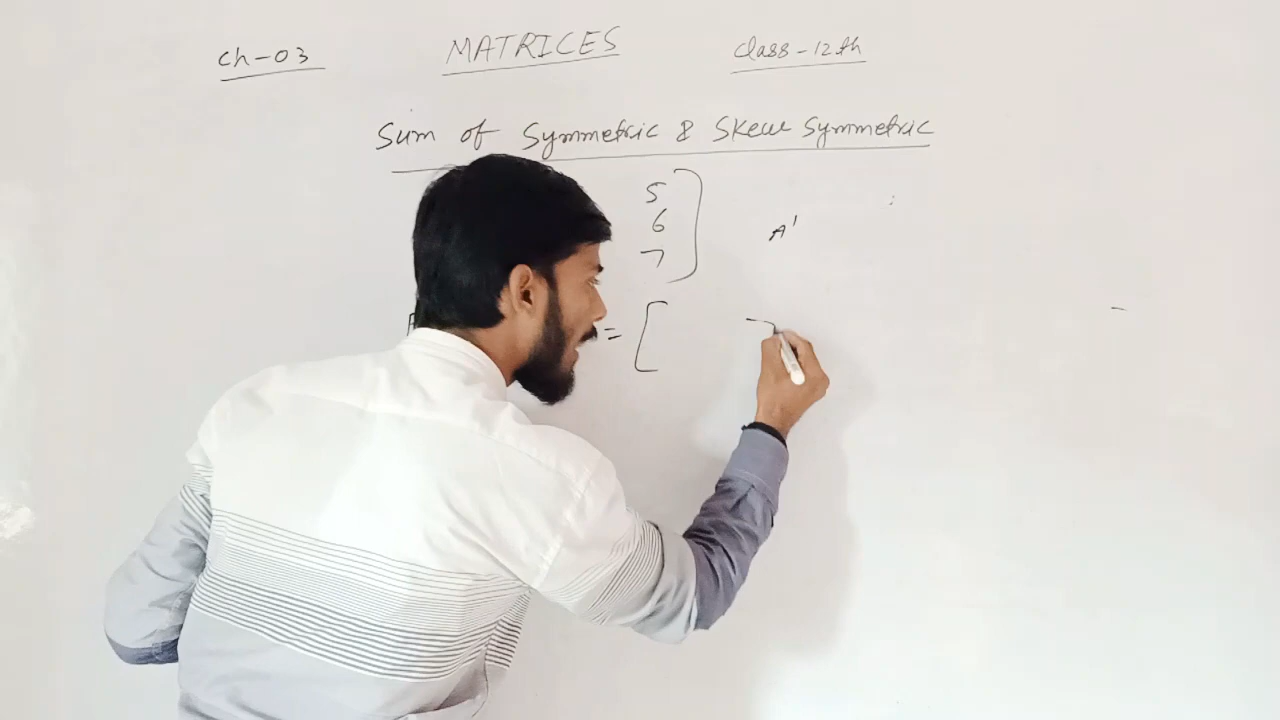 Ch-03 MATRICES Class-12th
Sum of Symmetric & Skew Symmetric
5
6 A'
7
= [